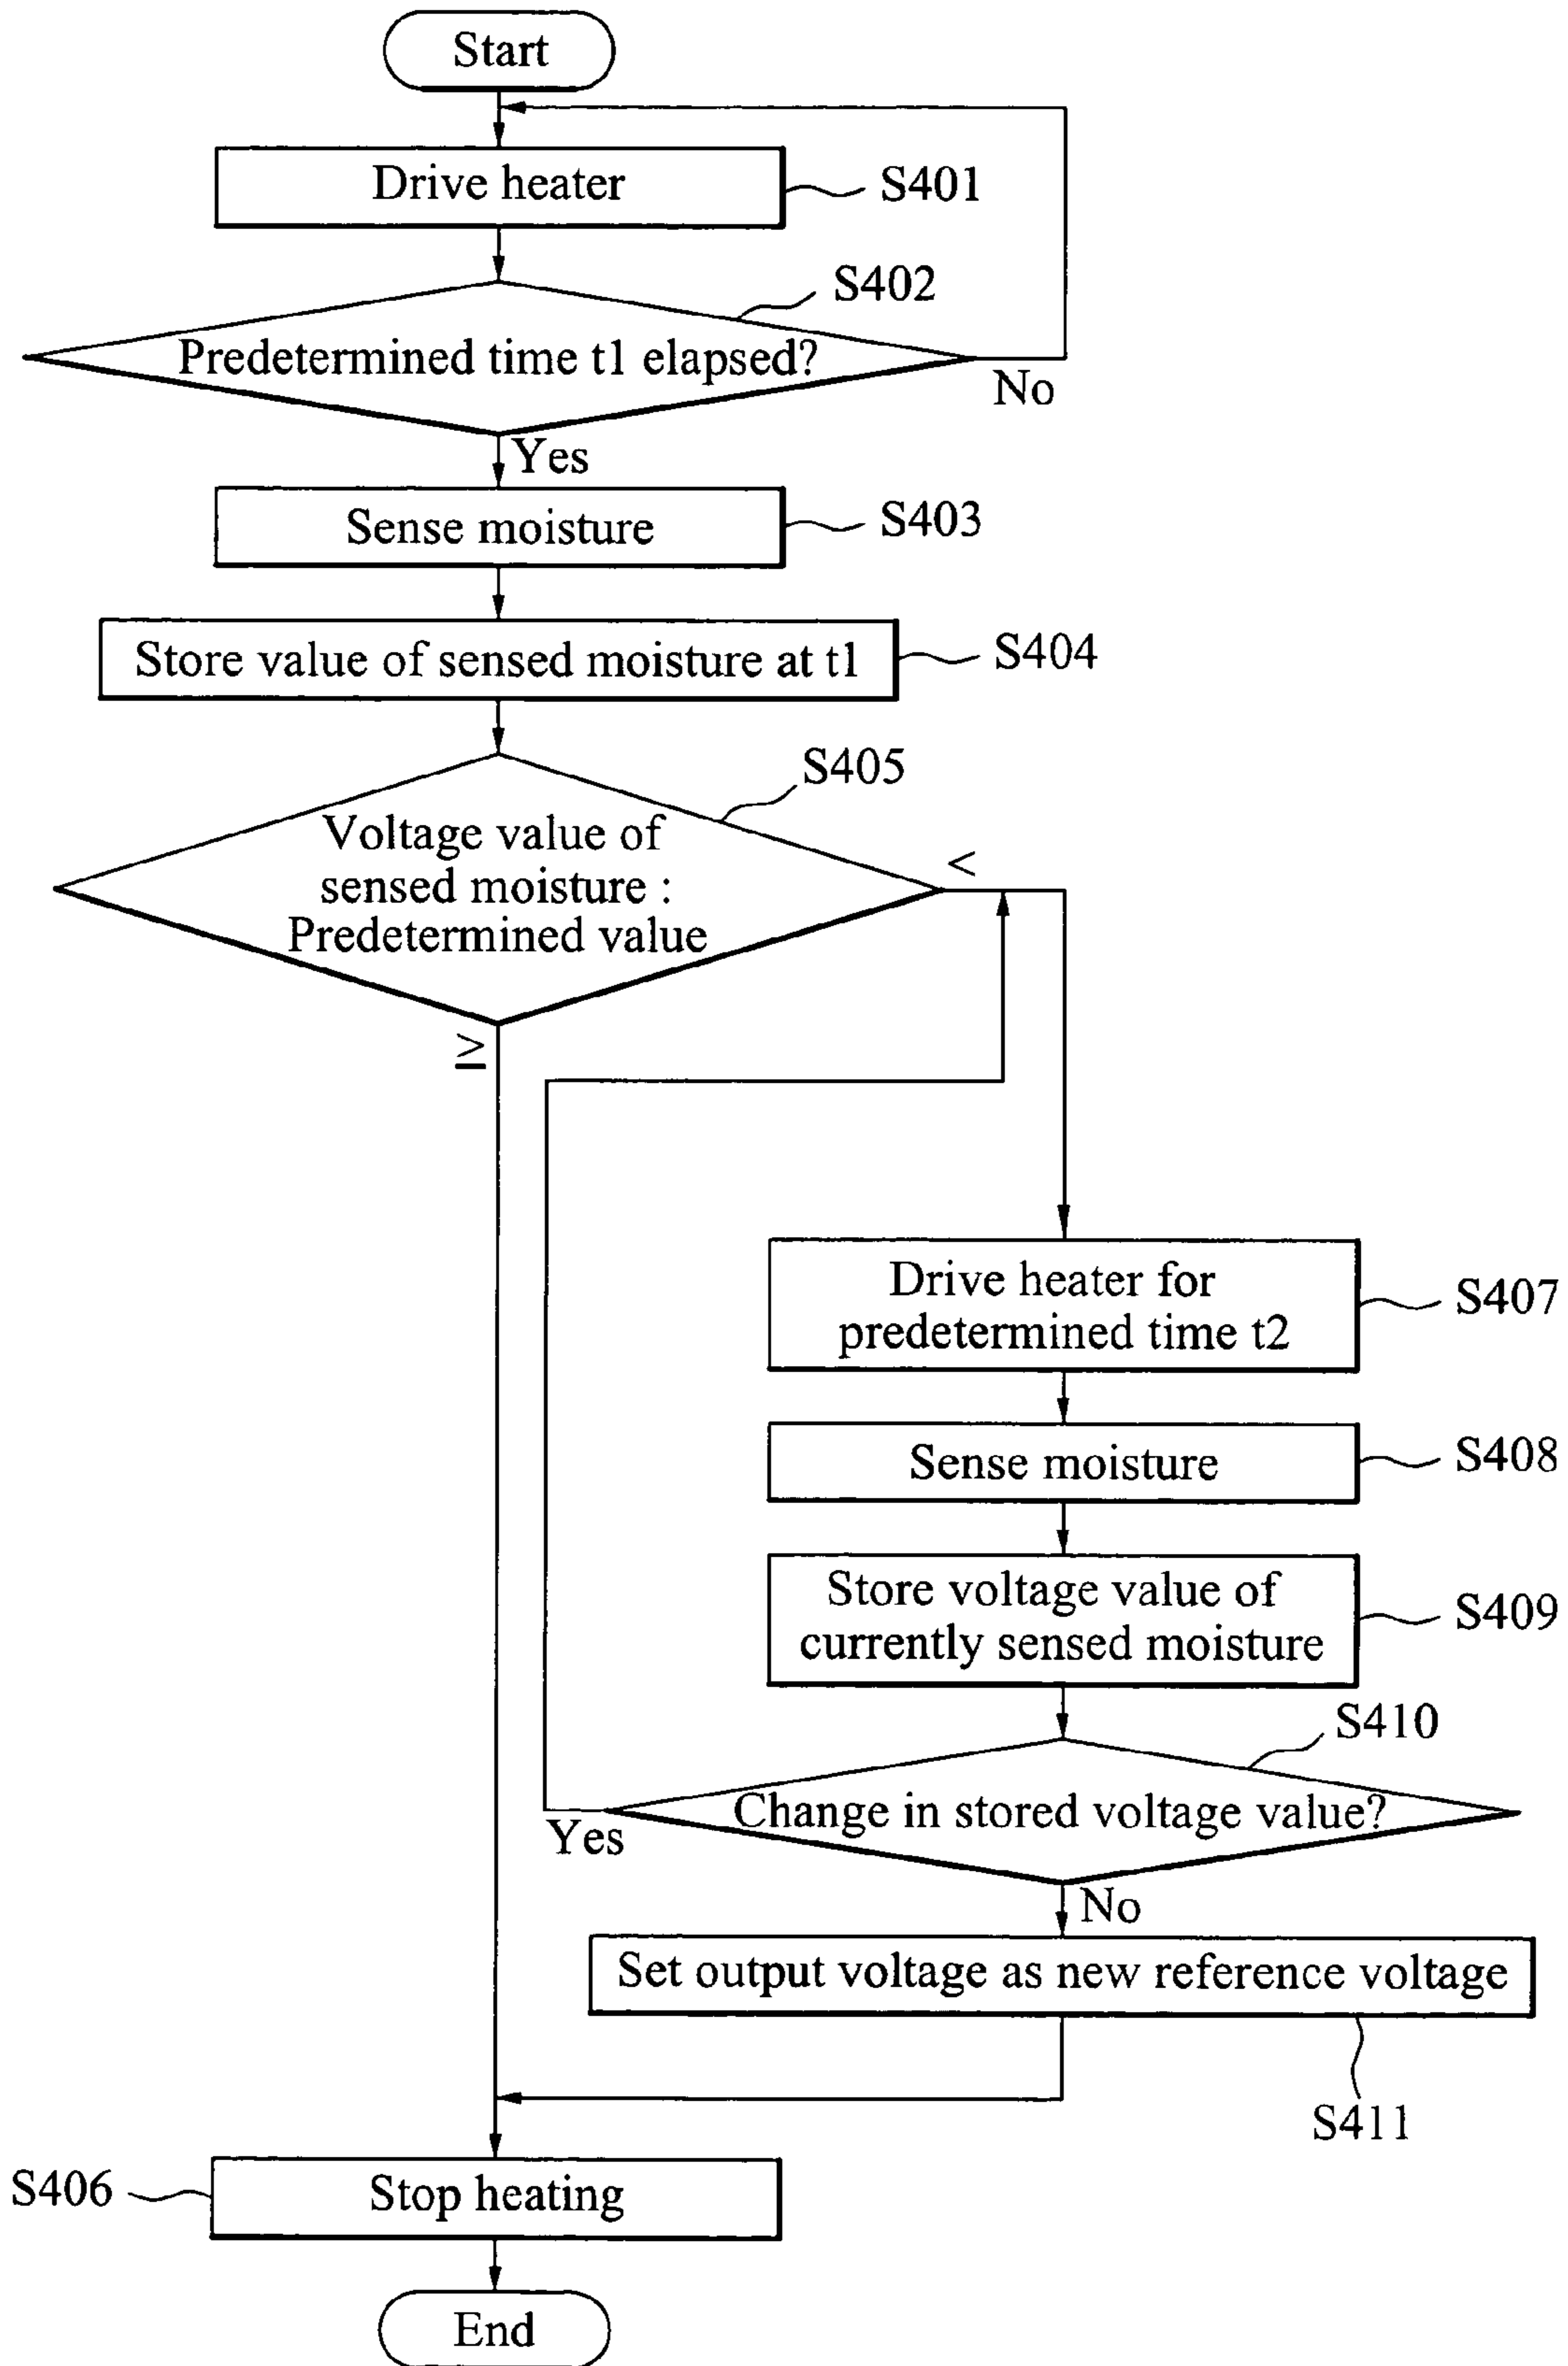 Start
Drive heater
S401
S402
Predetermined time t1 elapsed?
No
Yes
Sense moisture
S403
Store value of sensed moisture at t1
S404
S405
Voltage value of
sensed moisture :
Predetermined value
<
≥
Drive heater for
predetermined time t2
S407
Sense moisture
S408
Store voltage value of
currently sensed moisture
S409
S410
Change in stored voltage value?
Yes
No
Set output voltage as new reference voltage
S411
S406
Stop heating
End